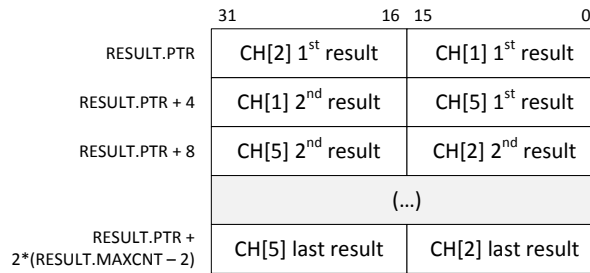 31 16 15 0
RESULT.PTR CH[2] 1st result CH[1] 1st result
RESULT.PTR + 4 CH[1] 2nd result CH[5] 1st result
RESULT.PTR + 8 CH[5] 2nd result CH[2] 2nd result
(...)
RESULT.PTR +
2*(RESULT.MAXCNT – 2) CH[5] last result CH[2] last result